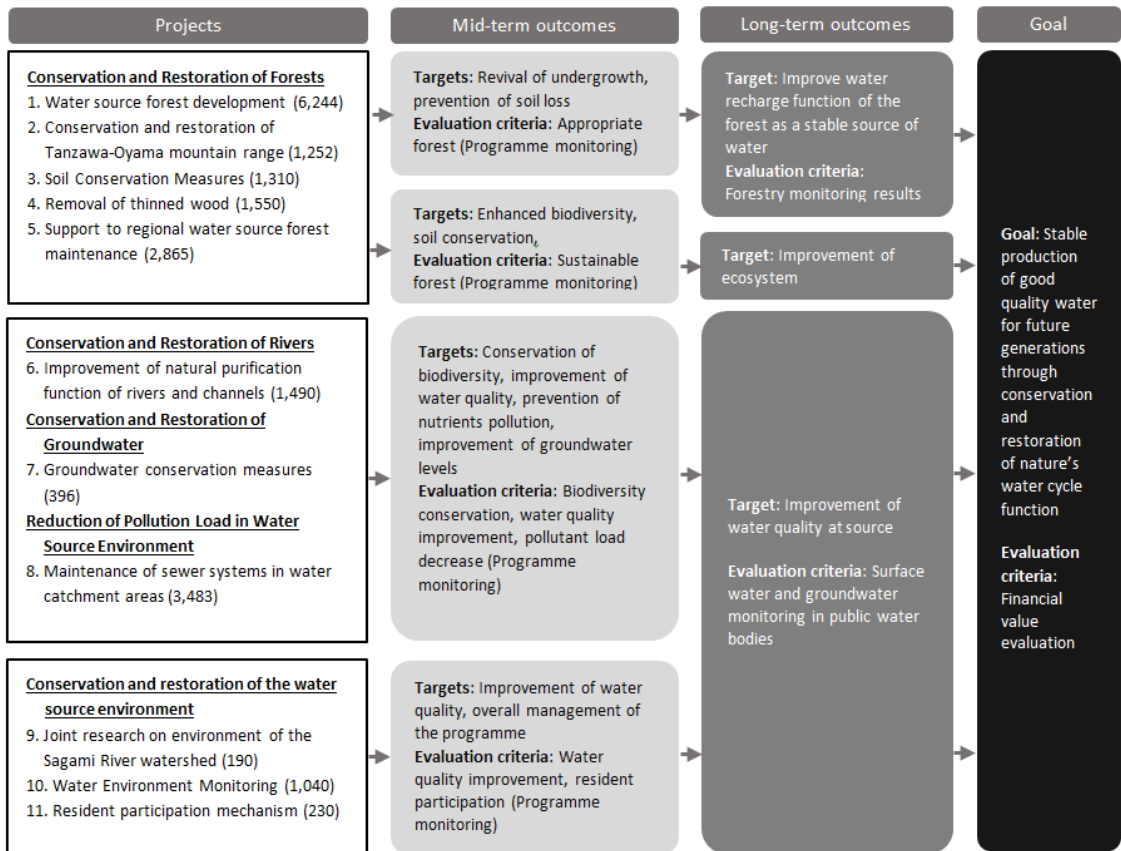 Projects
Mid-term outcomes
Long-term outcomes
Goal
Conservation and Restoration of Forests
1. Water source forest development (6,244)
2. Conservation and restoration of
Tanzawa-Oyama mountain range (1,252)
3. Soil Conservation Measures (1,310)
4. Removal of thinned wood (1,550)
5. Support to regional water source forest
maintenance (2,865)
Conservation and Restoration of Rivers
6. Improvement of natural purification
function of rivers and channels (1,490)
Conservation and Restoration of
Groundwater
7. Groundwater conservation measures
(396)
Reduction of Pollution Load in Water
Source Environment
8. Maintenance of sewer systems in water
catchment areas (3,483)
Conservation and restoration of the water
source environment
9. Joint research on environment of the
Sagami River watershed (190)
10. Water Environment Monitoring (1,040)
11. Resident participation mechanism (230)
Targets: Revival of undergrowth,
prevention of soil loss
Evaluation criteria: Appropriate
forest (Programme monitoring)
Targets: Enhanced biodiversity,
soil conservation,
Evaluation criteria: Sustainable
forest (Programme monitoring)
Targets: Conservation of
biodiversity, improvement of
water quality, prevention of
nutrients pollution,
improvement of groundwater
levels
Evaluation criteria: Biodiversity
conservation, water quality
improvement, pollutant load
decrease (Programme
monitoring)
Targets: Improvement of water
quality, overall management of
the programme
Evaluation criteria: Water
quality improvement, resident
participation (Programme
monitoring)
Target: Improve water
recharge function of the
forest as a stable source of
water
Evaluation criteria:
Forestry monitoring results
Target: Improvement of
ecosystem
Target: Improvement of
water quality at source
Evaluation criteria: Surface
water and groundwater
monitoring in public water
bodies
Goal: Stable
production
of good
quality water
for future
generations
through
conservation
and
restoration
of nature's
water cycle
function
Evaluation
criteria:
Financial
value
evaluation